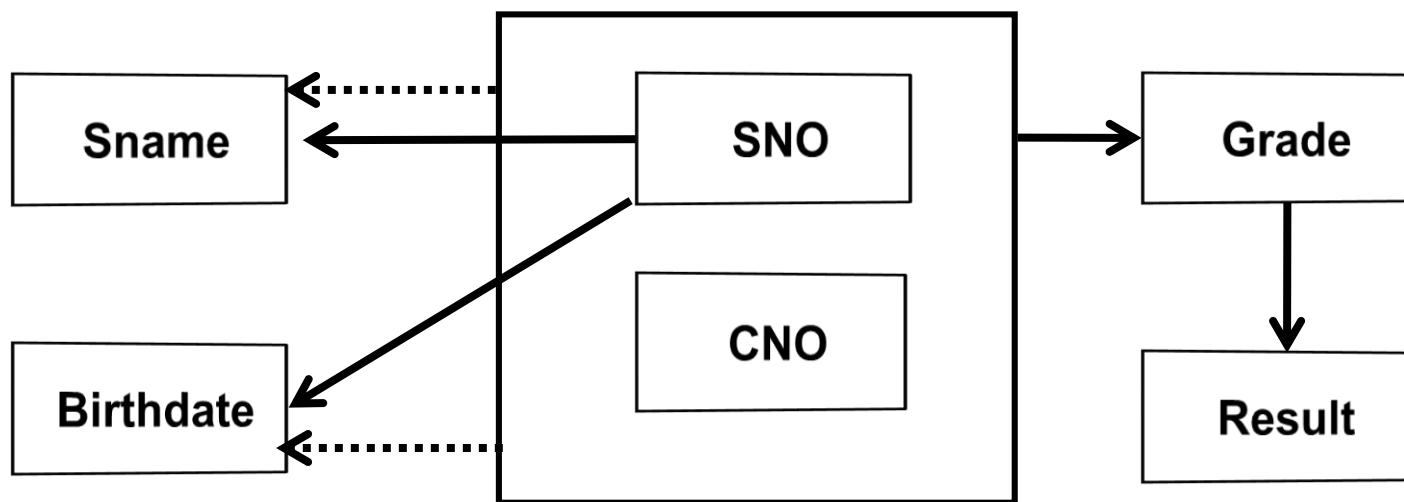 Sname
SNO
Grade
CNO
Birthdate
Result